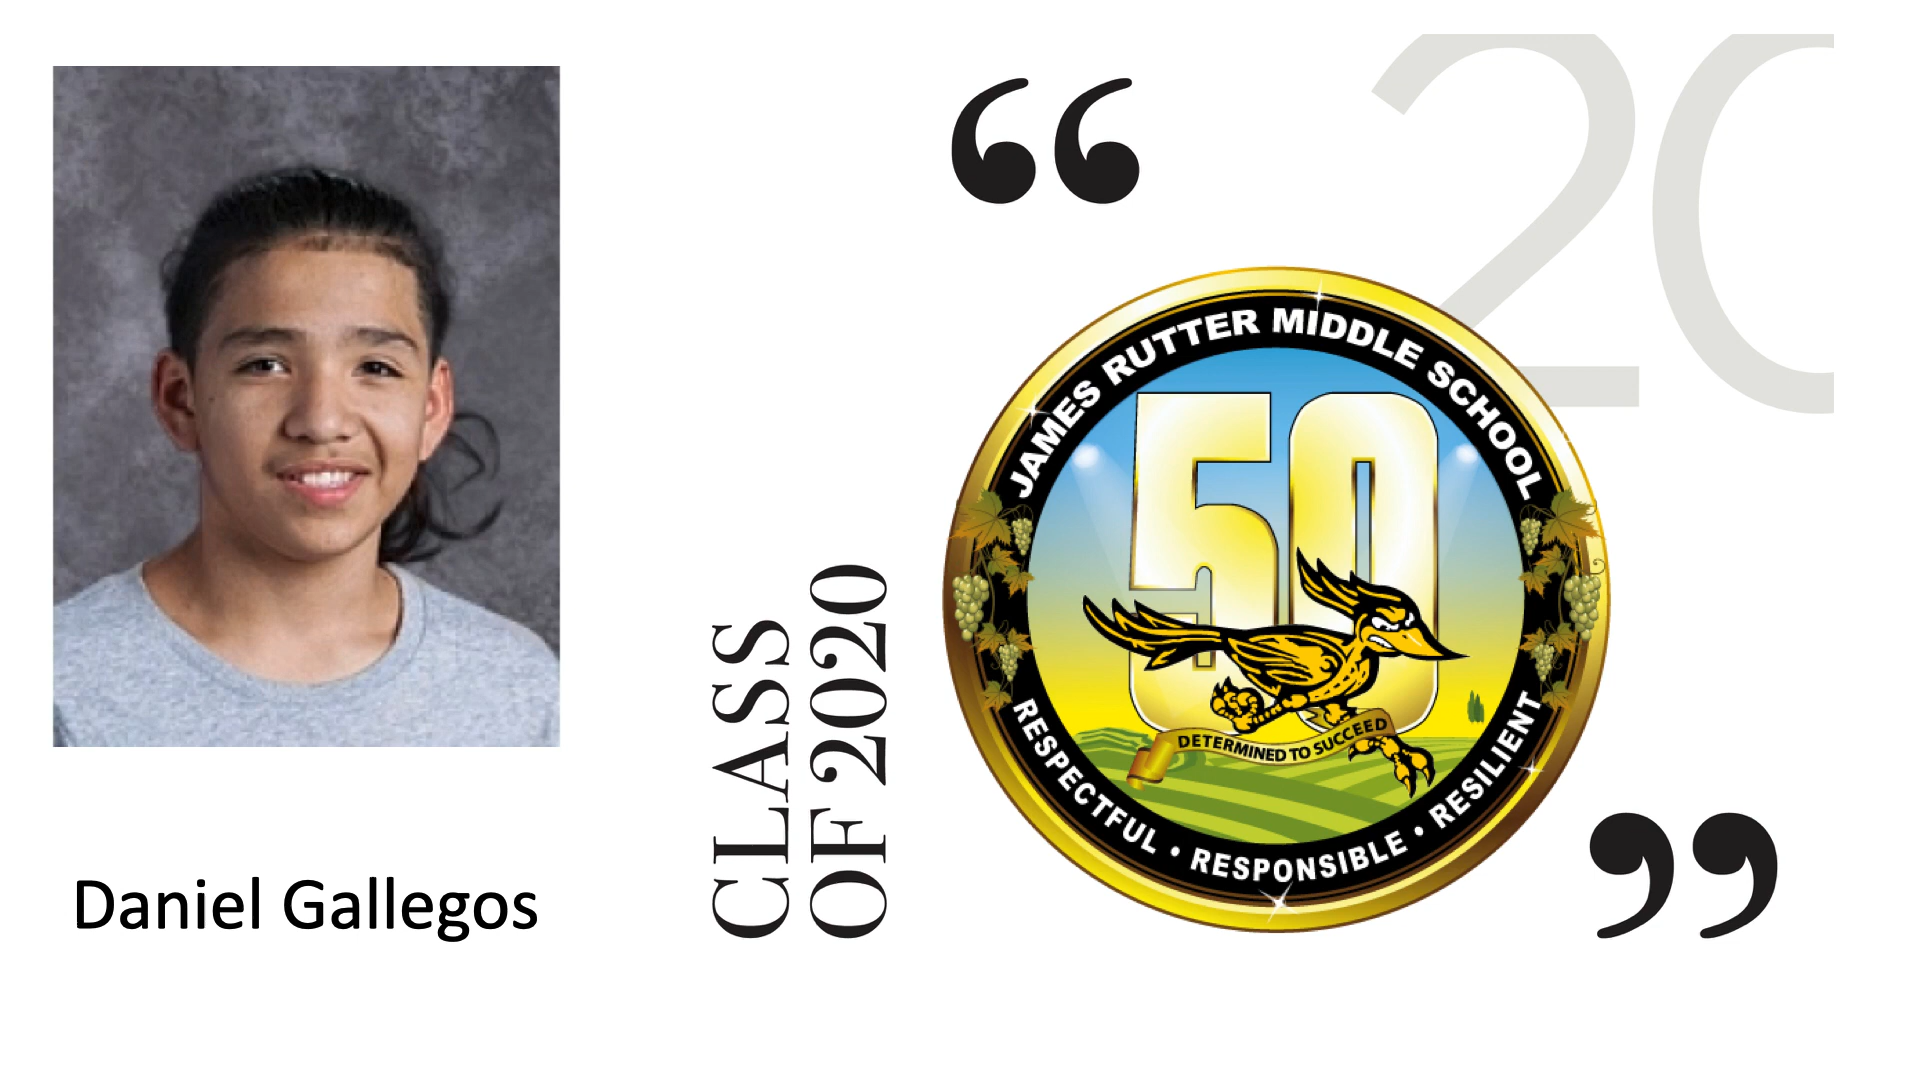 Daniel Gallegos
CLASS
OF 2020
“
20
JAMES RUTTER MIDDLE SCHOOL
50
DETERMINED TO SUCCEED
RESPECTFUL • RESPONSIBLE • RESILIENT
”